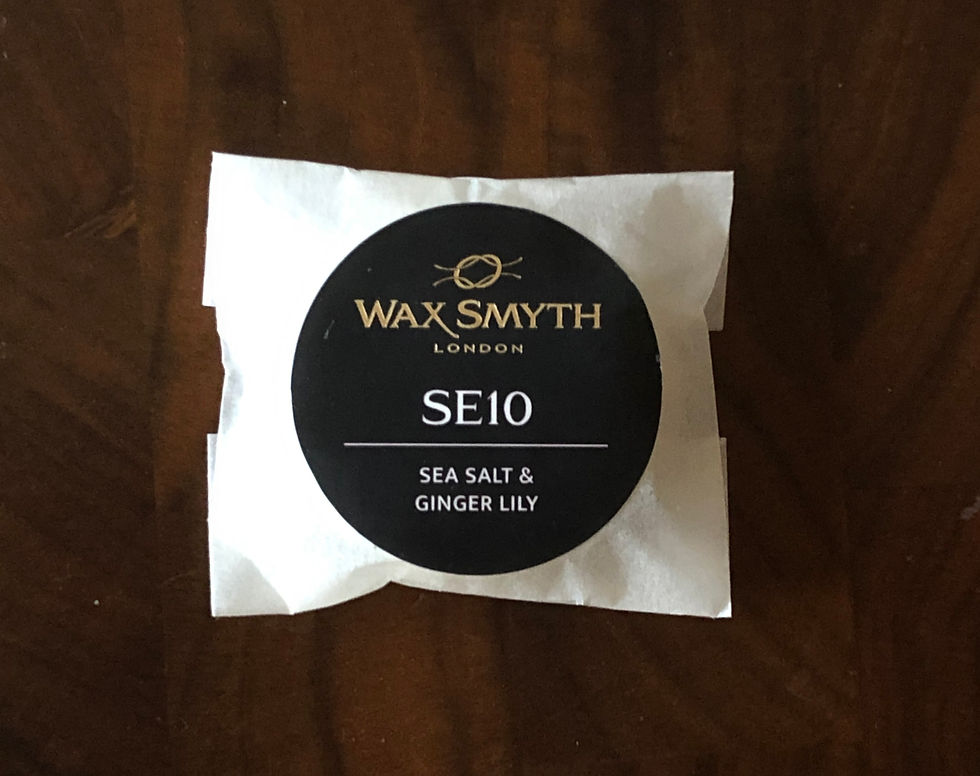 WAX SMYTH
LONDON
SE10
SEA SALT &
GINGER LILY